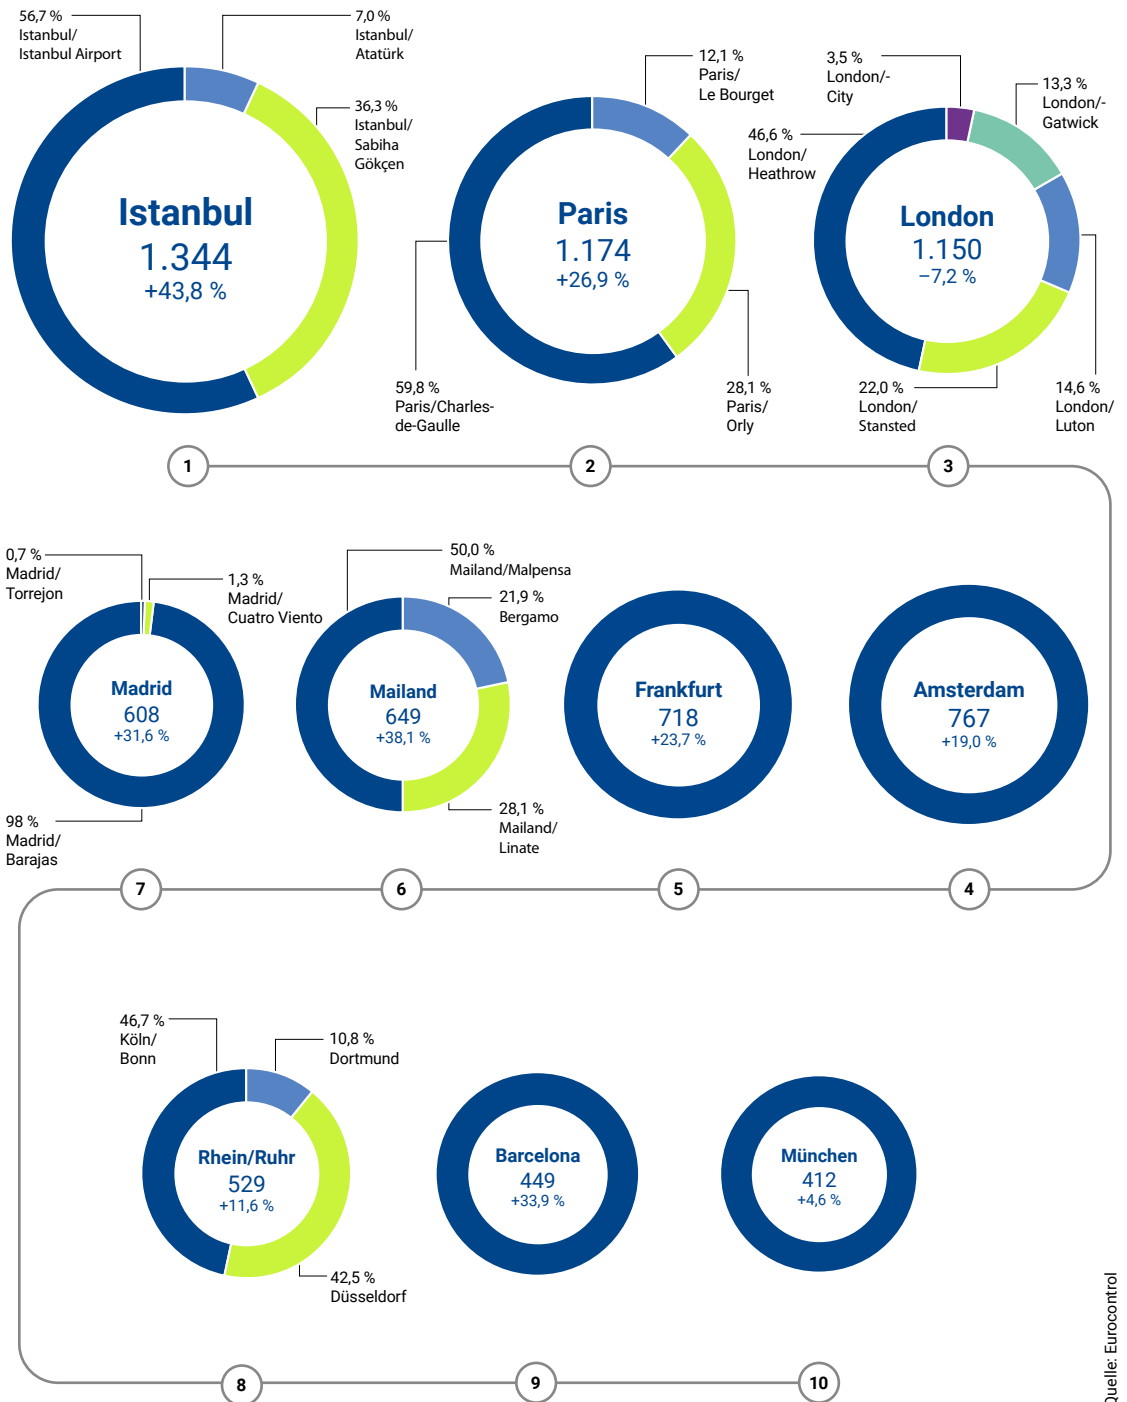 56,7 %
Istanbul/
Istanbul Airport
7,0 %
Istanbul/
Atatürk
36,3 %
Istanbul/
Sabiha
Gökçen
Istanbul
1.344
+43,8 %
12,1 %
Paris/
Le Bourget
Paris
1.174
+26,9 %
59,8 %
Paris/Charles-
de-Gaulle
28,1 %
Paris/
Orly
3,5 %
London/-
City
13,3 %
London/-
Gatwick
46,6 %
London/
Heathrow
London
1.150
–7,2 %
22,0 %
London/
Stansted
14,6 %
London/
Luton
1
2
3
0,7 %
Madrid/
Torrejon
1,3 %
Madrid/
Cuatro Viento
Madrid
608
+31,6 %
98 %
Madrid/
Barajas
50,0 %
Mailand/Malpensa
21,9 %
Bergamo
Mailand
649
+38,1 %
28,1 %
Mailand/
Linate
Frankfurt
718
+23,7 %
Amsterdam
767
+19,0 %
7
6
5
4
46,7 %
Köln/
Bonn
10,8 %
Dortmund
Rhein/Ruhr
529
+11,6 %
42,5 %
Düsseldorf
Barcelona
449
+33,9 %
München
412
+4,6 %
8
9
10
Quelle: Eurocontrol